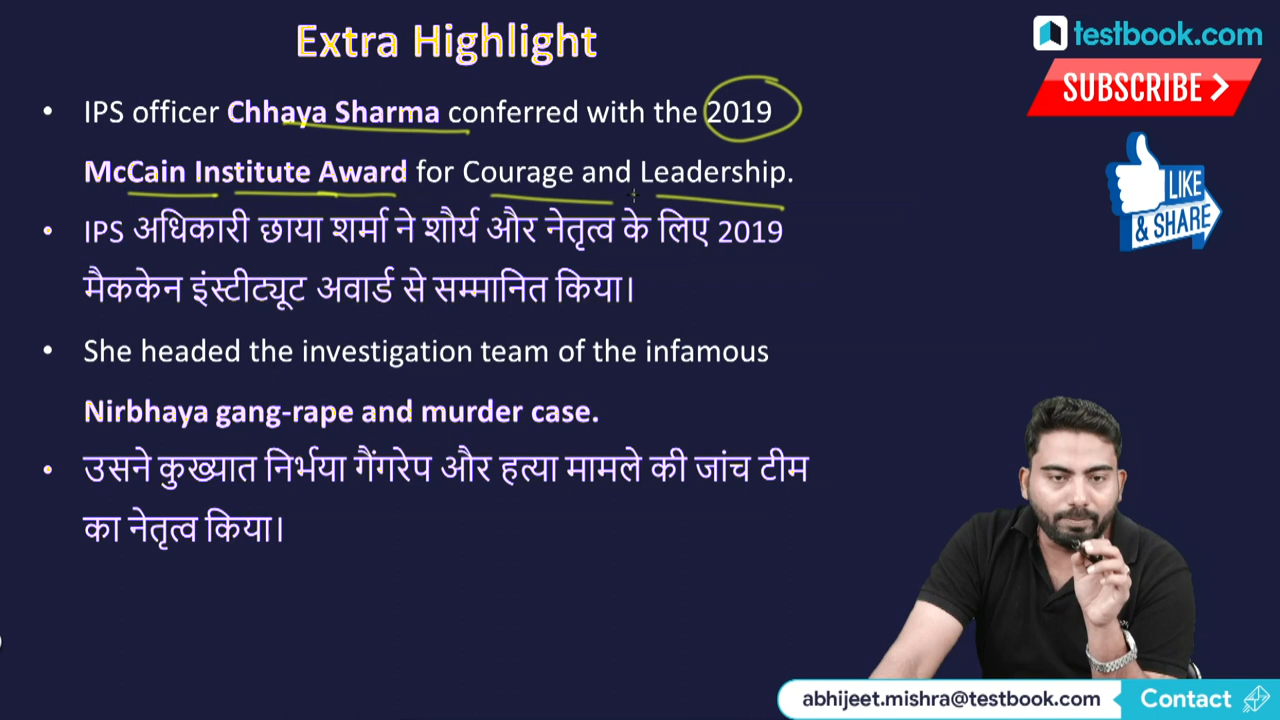 Extra Highlight
testbook.com
SUBSCRIBE
• IPS officer Chhaya Sharma conferred with the 2019
McCain Institute Award for Courage and Leadership.
LIKE
& SHARE
• IPS अधिकारी छाया शर्मा ने शौर्य और नेतृत्व के लिए 2019
मैककेन इंस्टीट्यूट अवार्ड से सम्मानित किया।
• She headed the investigation team of the infamous
Nirbhaya gang-rape and murder case.
• उसने कुख्यात निर्भया गैंगरेप और हत्या मामले की जांच टीम
का नेतृत्व किया।
abhijeet.mishra@testbook.com Contact